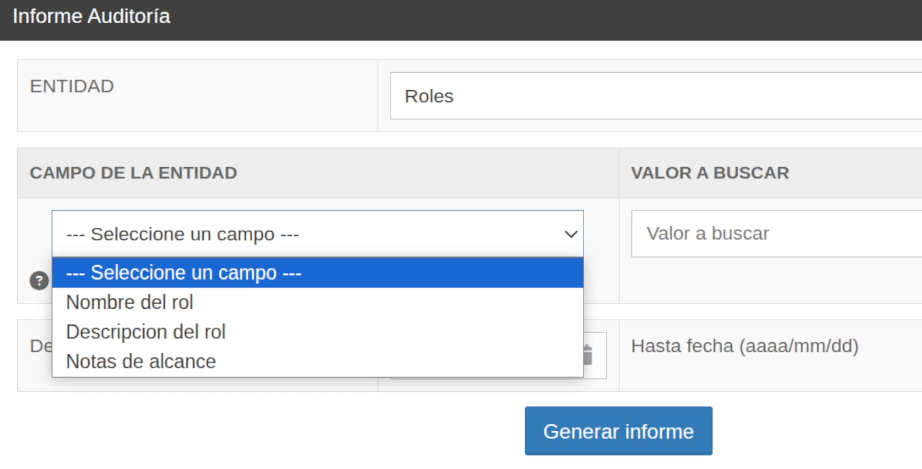 Informe Auditoría
ENTIDAD
Roles
CAMPO DE LA ENTIDAD
VALOR A BUSCAR
--- Seleccione un campo ---
Valor a buscar
--- Seleccione un campo ---
?
Nombre del rol
Descripcion del rol
Notas de alcance
De
Hasta fecha (aaaa/mm/dd)
Generar informe